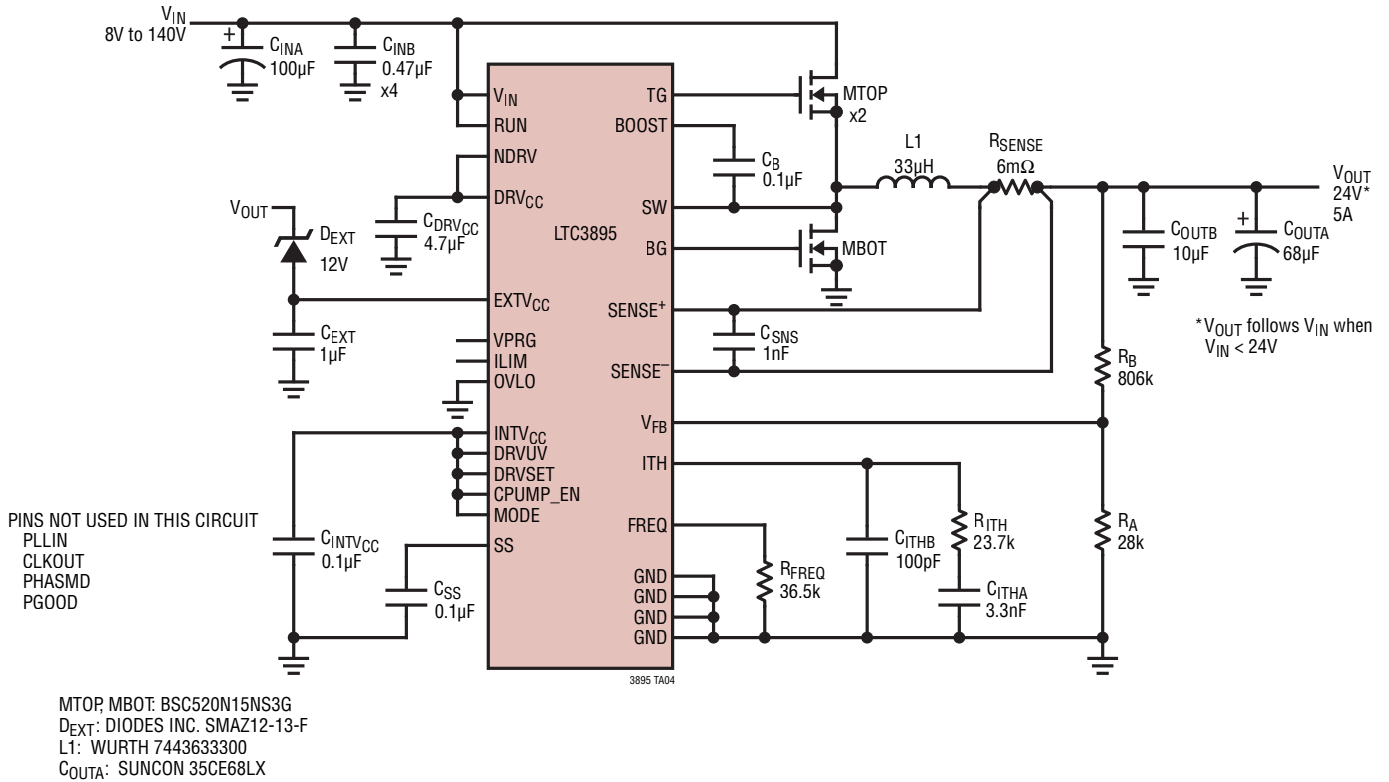 VIN
8V to 140V
+
CINA
100µF
CINB
0.47µF
x4
VIN
RUN
NDRV
DRVCC
CDRVCC
4.7µF
VOUT
DEXT
12V
EXTVCC
CEXT
1µF
VPRG
ILIM
OVLO
INTVCC
DRVUV
DRVSET
CPUMP_EN
MODE
SS
PINS NOT USED IN THIS CIRCUIT
PLLIN
CLKOUT
PHASMD
PGOOD
CINTVCC
0.1µF
CSS
0.1µF
LTC3895
TG
BOOST
SW
BG
SENSE+
SENSE–
VFB
ITH
FREQ
GND
GND
GND
GND
MTOP
x2
CB
0.1µF
MBOT
L1
33µH
RSENSE
6mΩ
VOUT
24V*
5A
COUTB
10µF
+
COUTA
68µF
*VOUT follows VIN when
VIN < 24V
CSNS
1nF
RB
806k
RA
28k
RFREQ
36.5k
CITHB
100pF
RITH
23.7k
CITHA
3.3nF
3895 TA04
MTOP, MBOT: BSC520N15NS3G
DEXT: DIODES INC. SMAZ12-13-F
L1: WURTH 7443633300
COUTA: SUNCON 35CE68LX